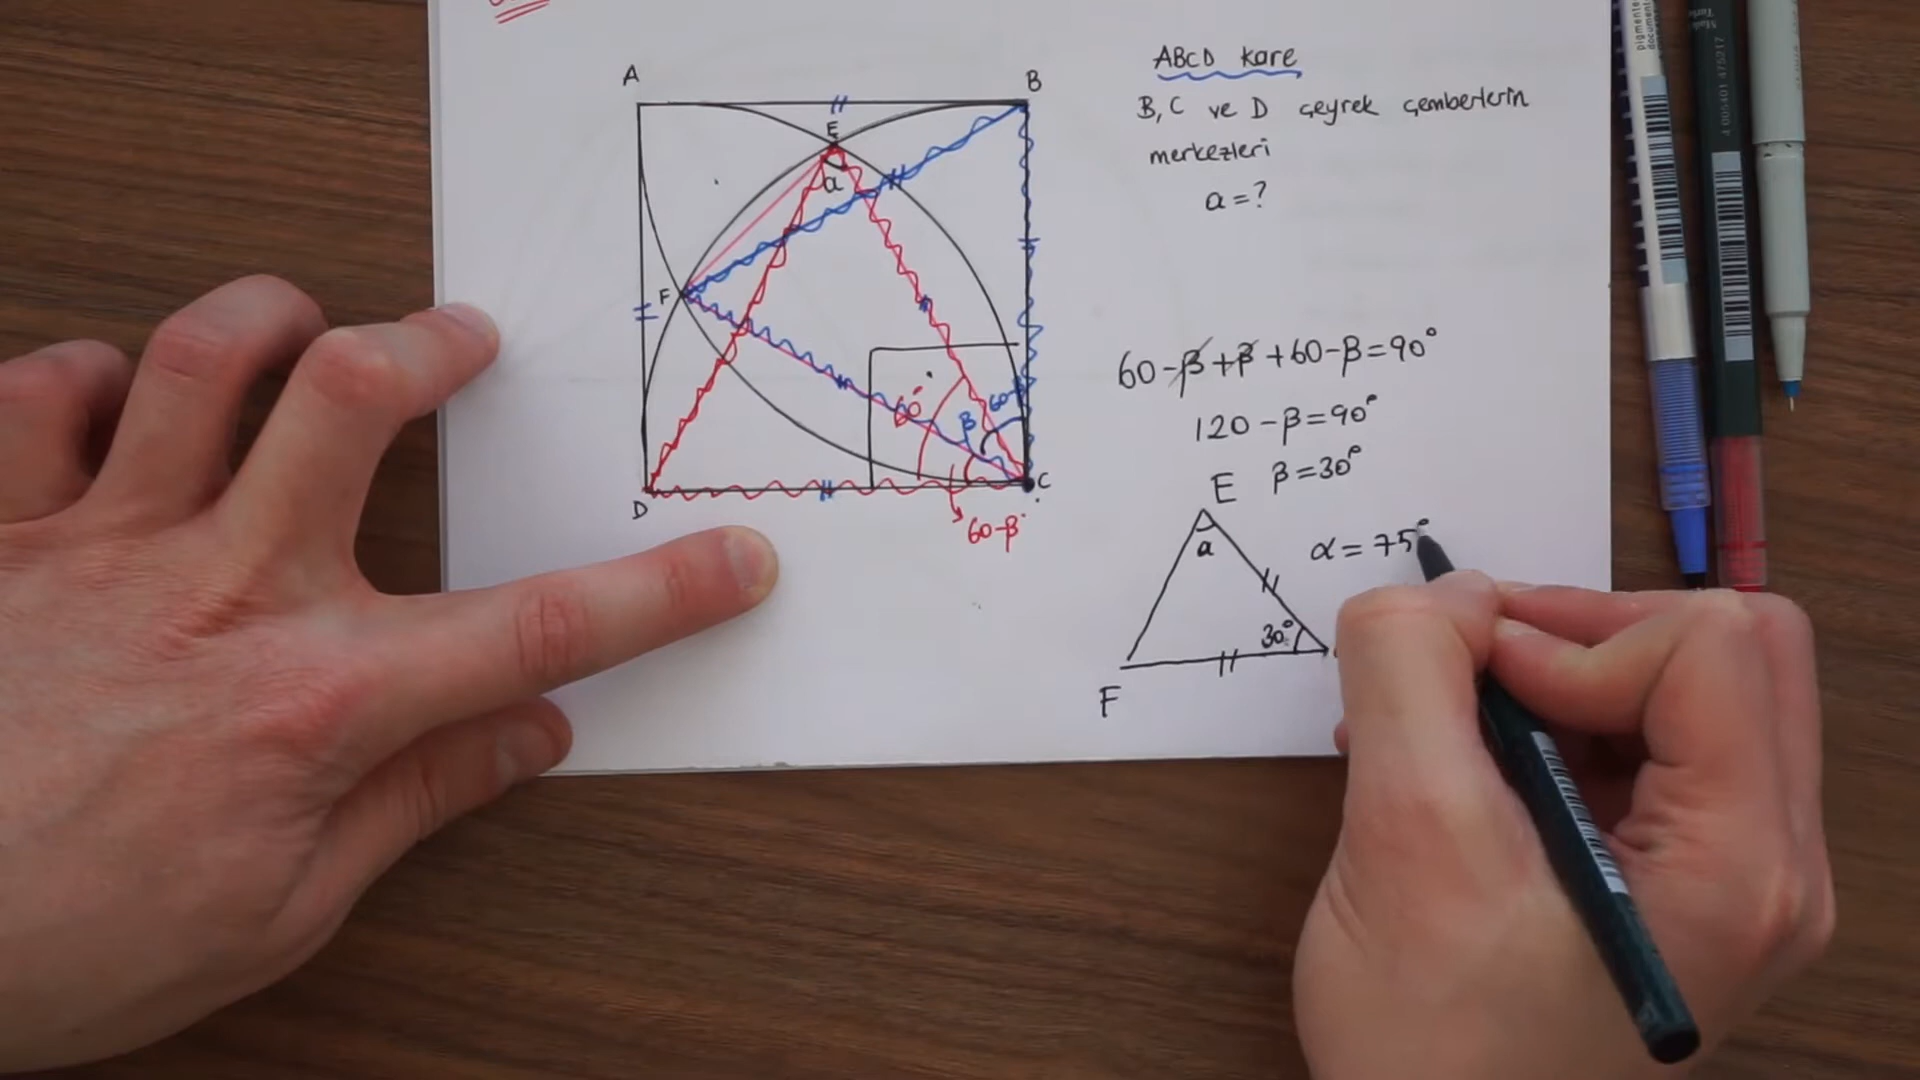 A
B
E
a
F
60°
β
60
D
C
60-β
ABCD kare
B, C ve D çeyrek çemberlerin
merkezleri
a=?
60-β+β+60-β=90°
120-β=90°
β=30°
E
a
α=75°
30°
F